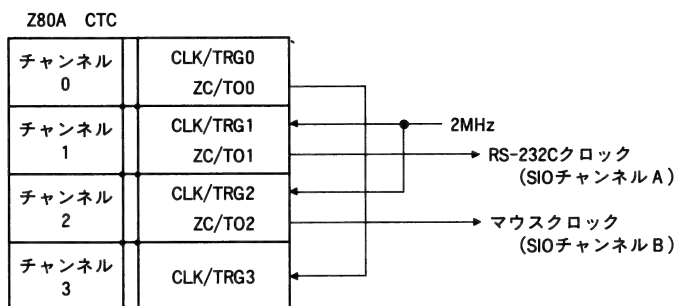 Z80A CTC
チャンネル
0
CLK/TRG0
ZC/TO0
チャンネル
1
CLK/TRG1
ZC/TO1
2MHz
RS-232Cクロック
(SIOチャンネルA)
チャンネル
2
CLK/TRG2
ZC/TO2
マウスクロック
(SIOチャンネルB)
チャンネル
3
CLK/TRG3